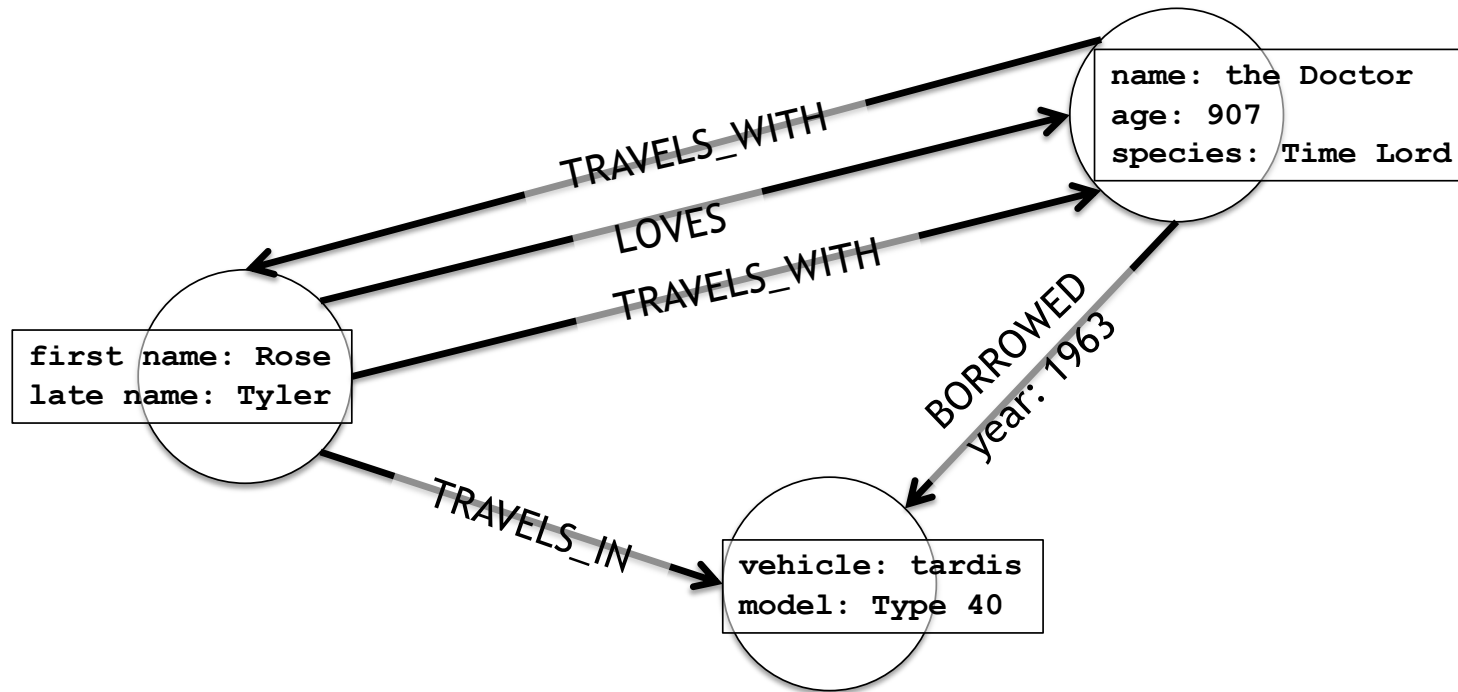 name: the Doctor
age: 907
species: Time Lord
TRAVELS_WITH
LOVES
TRAVELS_WITH
BORROWED
year: 1963
first name: Rose
late name: Tyler
TRAVELS_IN
vehicle: tardis
model: Type 40